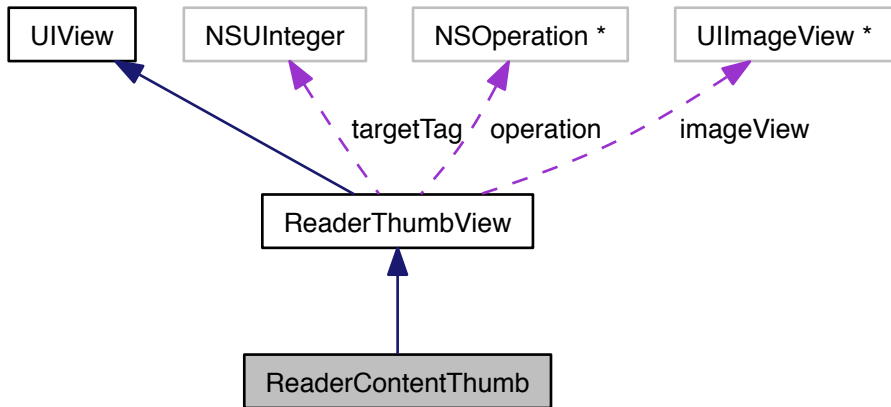 UIView
NSUInteger
NSOperation *
UIImageView *
targetTag
operation
imageView
ReaderThumbView
ReaderContentThumb